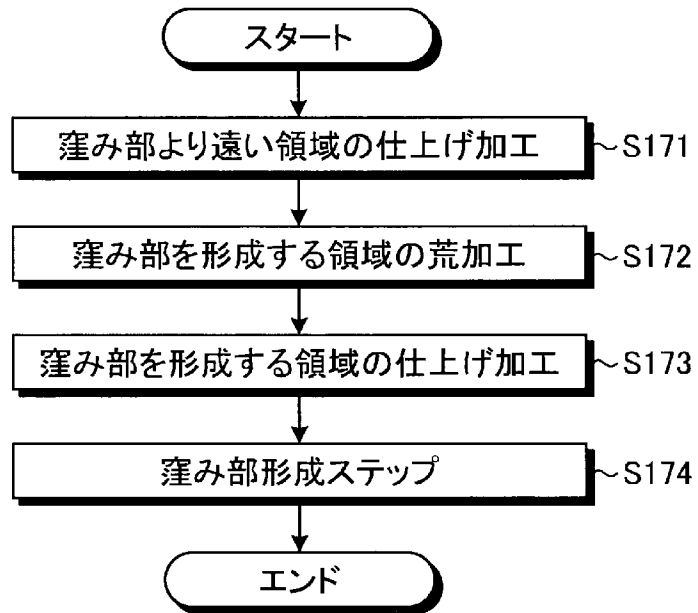 スタート
窪み部より遠い領域の仕上げ加工 ~S171
窪み部を形成する領域の荒加工 ~S172
窪み部を形成する領域の仕上げ加工 ~S173
窪み部形成ステップ ~S174
エンド